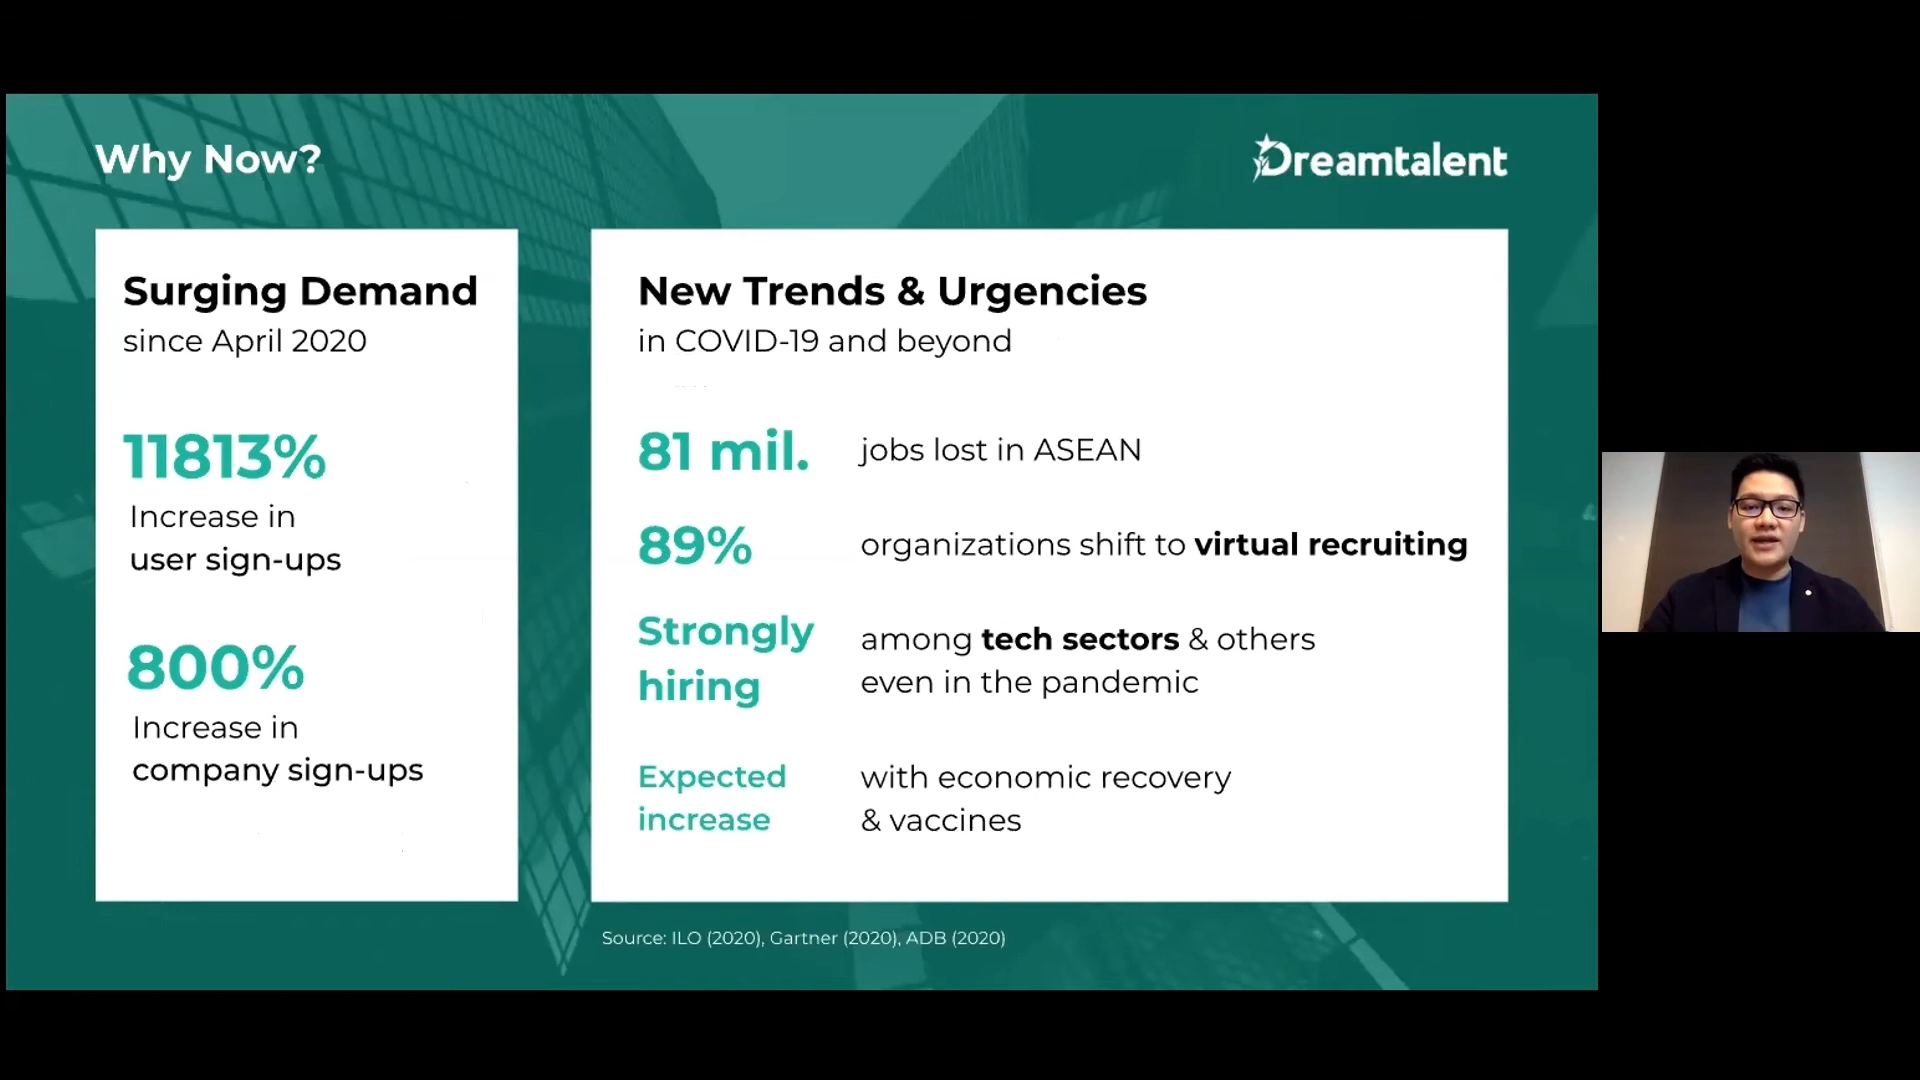 Why Now?
Dreamtalent
Surging Demand
since April 2020
11813%
Increase in
user sign-ups
800%
Increase in
company sign-ups
New Trends & Urgencies
in COVID-19 and beyond
81 mil. jobs lost in ASEAN
89% organizations shift to virtual recruiting
Strongly
hiring
among tech sectors & others
even in the pandemic
Expected
increase
with economic recovery
& vaccines
Source: ILO (2020), Gartner (2020), ADB (2020)